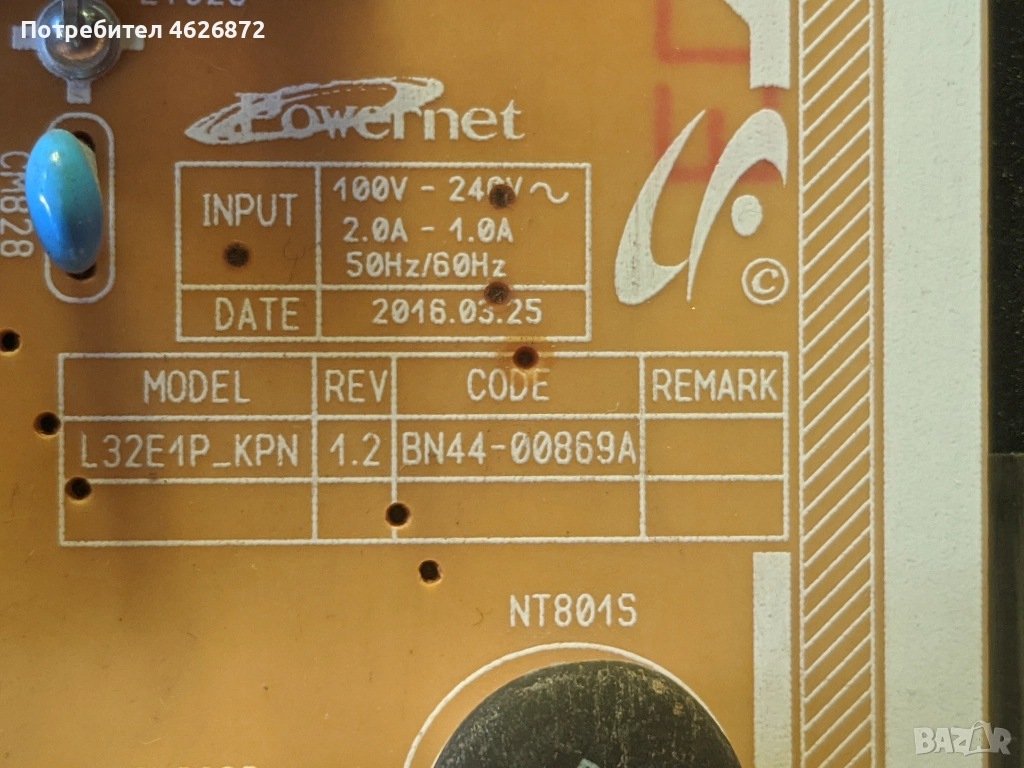 Потребител 4626872
Powernet
CM828
INPUT
100V - 240V ~
2.0A - 1.0A
50Hz/60Hz
DATE
2016.03.25
©
MODEL REV CODE REMARK
L32E1P_KPN 1.2 BN44-00869A
NT801S
BAZAR